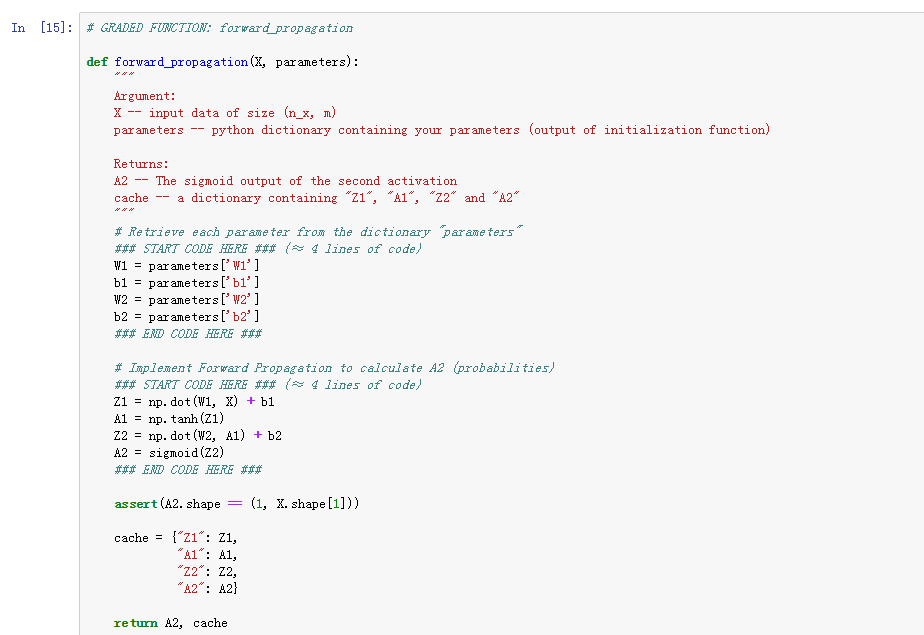 In [15]: # GRADED FUNCTION: forward_propagation
def forward_propagation(X, parameters):
"""
Argument:
X -- input data of size (n_x, m)
parameters -- python dictionary containing your parameters (output of initialization function)
Returns:
A2 -- The sigmoid output of the second activation
cache -- a dictionary containing "Z1", "A1", "Z2" and "A2"
"""
# Retrieve each parameter from the dictionary "parameters"
### START CODE HERE ### (≈ 4 lines of code)
W1 = parameters['W1']
b1 = parameters['b1']
W2 = parameters['W2']
b2 = parameters['b2']
### END CODE HERE ###
# Implement Forward Propagation to calculate A2 (probabilities)
### START CODE HERE ### (≈ 4 lines of code)
Z1 = np.dot(W1, X) + b1
A1 = np.tanh(Z1)
Z2 = np.dot(W2, A1) + b2
A2 = sigmoid(Z2)
### END CODE HERE ###
assert(A2.shape == (1, X.shape[1]))
cache = {"Z1": Z1,
"A1": A1,
"Z2": Z2,
"A2": A2}
return A2, cache